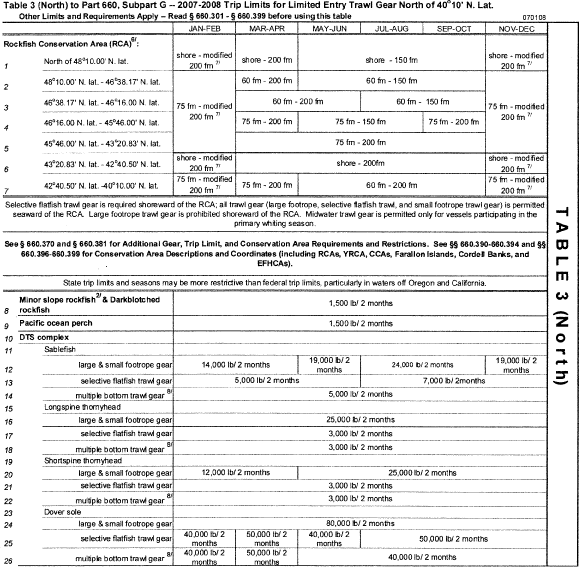 Table 3 (North) to Part 660, Subpart G -- 2007-2008 Trip Limits for Limited Entry Trawl Gear North of 40°10' N. Lat.
Other Limits and Requirements Apply -- Read § 660.301 - § 660.399 before using this table 070108
JAN-FEB MAR-APR MAY-JUN JUL-AUG SEP-OCT NOV-DEC
Rockfish Conservation Area (RCA)6/:
1 North of 48°10.00' N. lat. shore - modified 200 fm 7/ shore - 200 fm shore - 150 fm shore - modified 200 fm 7/
2 48°10.00' N. lat. - 46°38.17' N. lat. 75 fm - modified 200 fm 7/ 60 fm - 200 fm 60 fm - 150 fm 75 fm - modified 200 fm 7/
3 46°38.17' N. lat. - 46°16.00 N. lat. 60 fm - 200 fm 60 fm - 150 fm
4 46°16.00 N. lat. - 45°46.00' N. lat. 75 fm - 200 fm 75 fm - 150 fm 75 fm - 200 fm
5 45°46.00' N. lat. - 43°20.83' N. lat. 75 fm - 200 fm
6 43°20.83' N. lat. - 42°40.50' N. lat. shore - modified 200 fm 7/ shore - 200fm shore - modified 200 fm 7/
7 42°40.50' N. lat. -40°10.00' N. lat. 75 fm - modified 200 fm 7/ 75 fm - 200 fm 60 fm - 200 fm 75 fm - modified 200 fm 7/
Selective flatfish trawl gear is required shoreward of the RCA; all trawl gear (large footrope, selective flatfish trawl, and small footrope trawl gear) is permitted
seaward of the RCA. Large footrope trawl gear is prohibited shoreward of the RCA. Midwater trawl gear is permitted only for vessels participating in the
primary whiting season.
See § 660.370 and § 660.381 for Additional Gear, Trip Limit, and Conservation Area Requirements and Restrictions. See §§ 660.390-660.394 and §§
660.396-660.399 for Conservation Area Descriptions and Coordinates (including RCAs, YRCA, CCAs, Farallon Islands, Cordell Banks, and
EFHCAs).
State trip limits and seasons may be more restrictive than federal trip limits, particularly in waters off Oregon and California.
8 Minor slope rockfish2/ & Darkblotched rockfish 1,500 lb/ 2 months
9 Pacific ocean perch 1,500 lb/ 2 months
10 DTS complex
11 Sablefish
12 large & small footrope gear 14,000 lb/ 2 months 19,000 lb/ 2 months 24,000 lb/ 2 months 19,000 lb/ 2 months
13 selective flatfish trawl gear 5,000 lb/ 2 months 7,000 lb/ 2months
14 multiple bottom trawl gear 8/ 5,000 lb/ 2 months
15 Longspine thornyhead
16 large & small footrope gear 25,000 lb/ 2 months
17 selective flatfish trawl gear 3,000 lb/ 2 months
18 multiple bottom trawl gear 8/ 3,000 lb/ 2 months
19 Shortspine thornyhead
20 large & small footrope gear 12,000 lb/ 2 months 25,000 lb/ 2 months
21 selective flatfish trawl gear 3,000 lb/ 2 months
22 multiple bottom trawl gear 8/ 3,000 lb/ 2 months
23 Dover sole
24 large & small footrope gear 80,000 lb/ 2 months
25 selective flatfish trawl gear 40,000 lb/ 2 months 50,000 lb/ 2 months 40,000 lb/ 2 months 50,000 lb/ 2 months
26 multiple bottom trawl gear 8/ 40,000 lb/ 2 months 50,000 lb/ 2 months 40,000 lb/ 2 months
TABLE 3 (North)